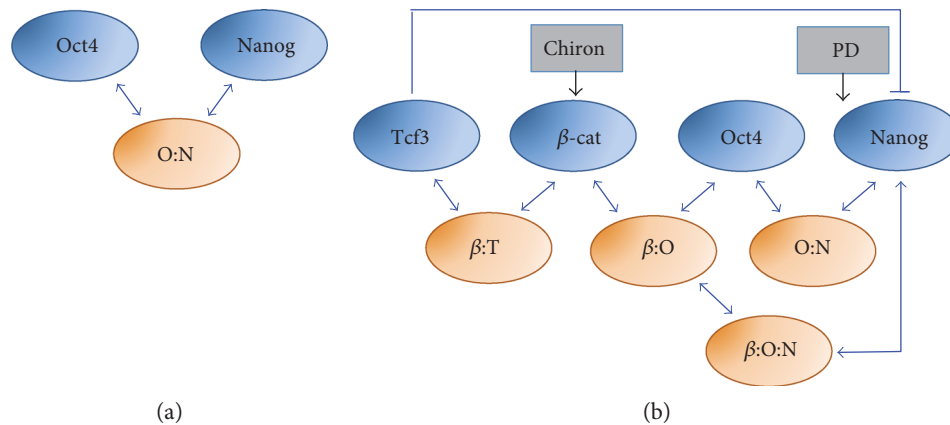 Oct4
Nanog
O:N
(a)
Chiron
PD
Tcf3
β-cat
Oct4
Nanog
β:T
β:O
O:N
β:O:N
(b)